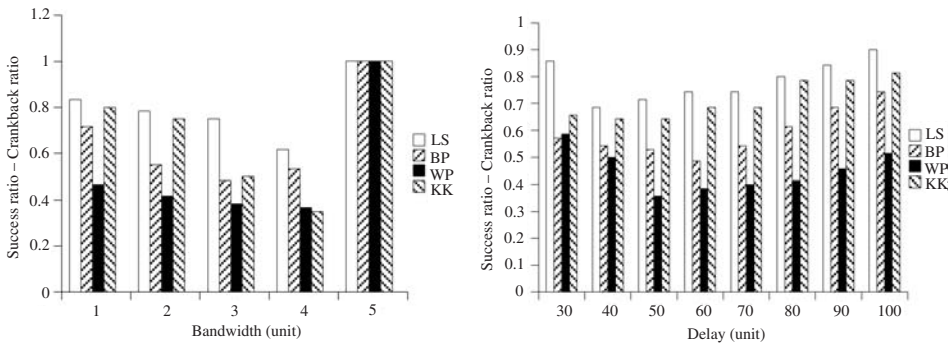 Success ratio – Crankback ratio
1.2
1
0.8
0.6
0.4
0.2
0
1 2 3 4 5
Bandwidth (unit)
LS
BP
WP
KK
Success ratio – Crankback ratio
1
0.9
0.8
0.7
0.6
0.5
0.4
0.3
0.2
0.1
0
30 40 50 60 70 80 90 100
Delay (unit)
LS
BP
WP
KK